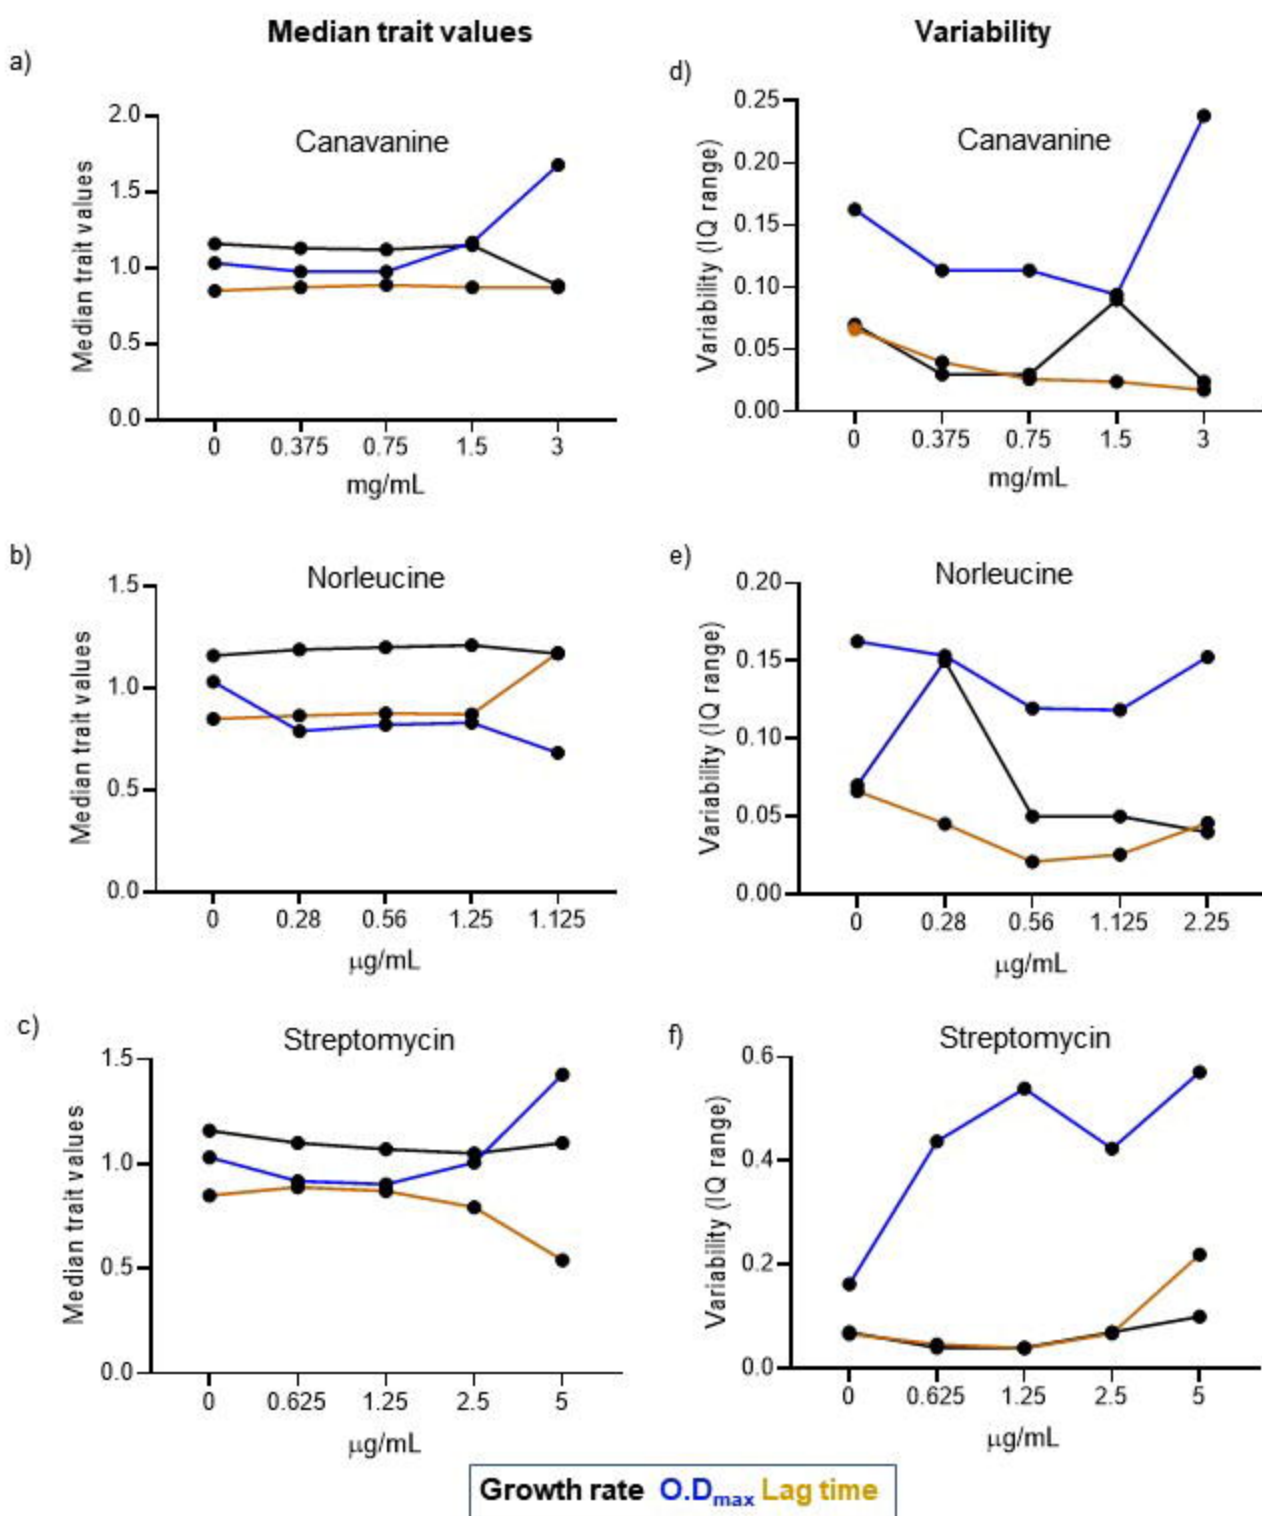 Median trait values
Variability
a)
Canavanine
Median trait values
2.0
1.5
1.0
0.5
0.0
0 0.375 0.75 1.5 3
mg/mL
d)
Canavanine
Variability (IQ range)
0.25
0.20
0.15
0.10
0.05
0.00
0 0.375 0.75 1.5 3
mg/mL
b)
Norleucine
Median trait values
1.5
1.0
0.5
0.0
0 0.28 0.56 1.25 1.125
μg/mL
e)
Norleucine
Variability (IQ range)
0.20
0.15
0.10
0.05
0.00
0 0.28 0.56 1.125 2.25
μg/mL
c)
Streptomycin
Median trait values
1.5
1.0
0.5
0.0
0 0.625 1.25 2.5 5
μg/mL
f)
Streptomycin
Variability (IQ range)
0.6
0.4
0.2
0.0
0 0.625 1.25 2.5 5
μg/mL
Growth rate O.Dmax Lag time